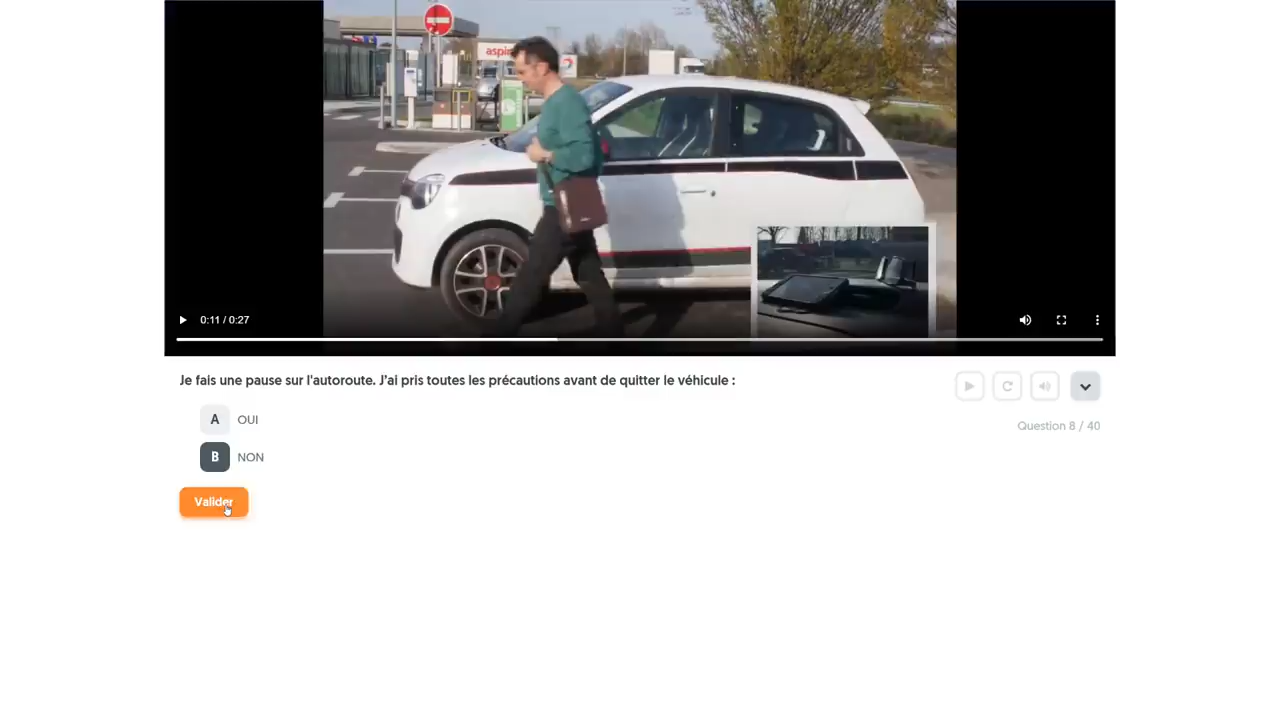 aspir
0:11 / 0:27
Je fais une pause sur l'autoroute. J'ai pris toutes les précautions avant de quitter le véhicule :
A OUI
Question 8 / 40
B NON
Valider